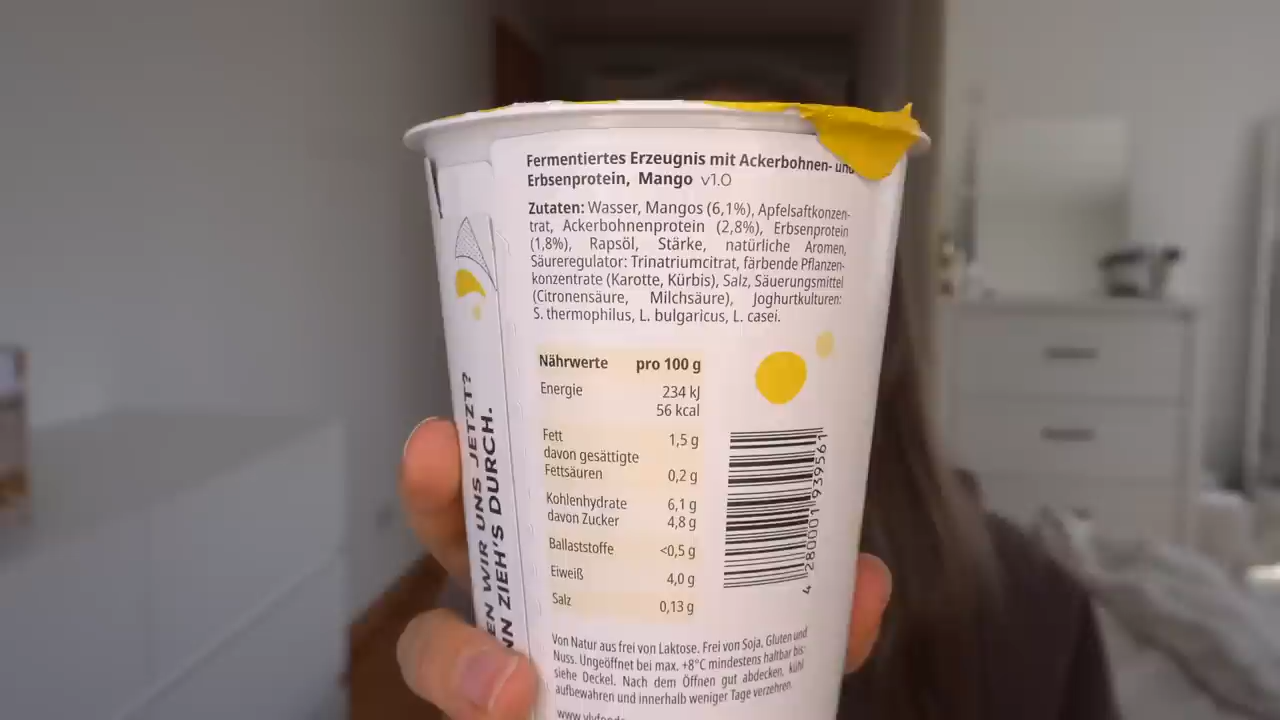 Fermentiertes Erzeugnis mit Ackerbohnen- und
Erbsenprotein, Mango v1.0
Zutaten: Wasser, Mangos (6,1%), Apfelsaftkonzen-
trat, Ackerbohnenprotein (2,8%), Erbsenprotein
(1,8%), Rapsöl, Stärke, natürliche Aromen,
Säureregulator: Trinatriumcitrat, färbende Pflanzen-
konzentrate (Karotte, Kürbis), Salz, Säuerungsmittel
(Citronensäure, Milchsäure), Joghurtkulturen:
S. thermophilus, L. bulgaricus, L. casei.
Nährwerte pro 100 g
Energie 234 kJ
56 kcal
Fett 1,5 g
davon gesättigte
Fettsäuren 0,2 g
Kohlenhydrate 6,1 g
davon Zucker 4,8 g
Ballaststoffe <0,5 g
Eiweiß 4,0 g
Salz 0,13 g
4 280001 939561
Von Natur aus frei von Laktose. Frei von Soja, Gluten und
Nuss. Ungeöffnet bei max. +8°C mindestens haltbar bis:
siehe Deckel. Nach dem Öffnen gut abdecken, kühl
aufbewahren und innerhalb weniger Tage verzehren.
WIR UNS JETZT?
ZIEH'S DURCH.